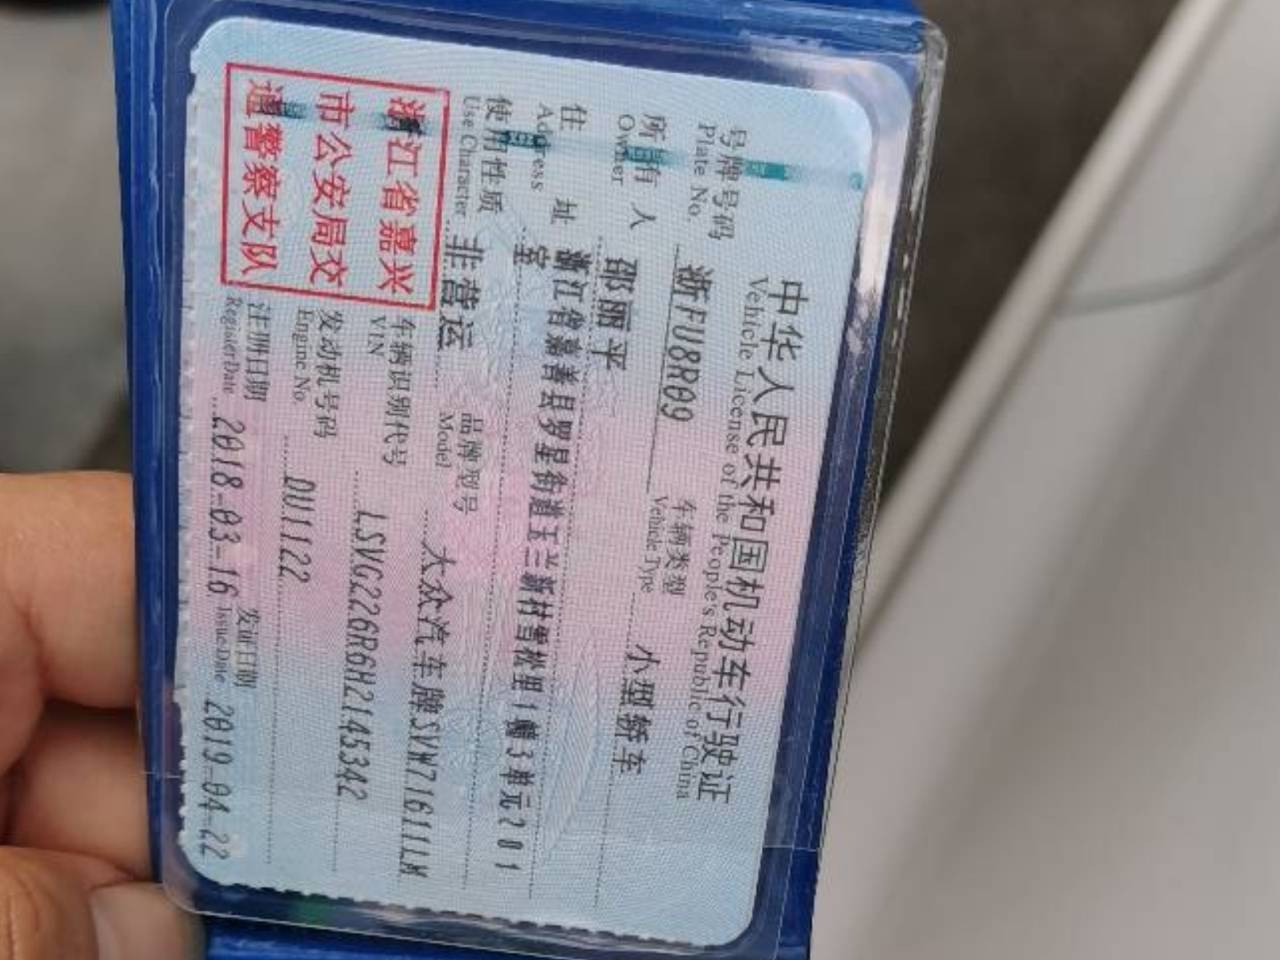 中华人民共和国机动车行驶证
Vehicle License of the People's Republic of China
号牌号码 浙FU8R09 车辆类型 小型轿车
Plate No. Vehicle Type
所有人 邵丽平
Owner
住址 浙江省嘉善县罗星街道玉兰新村雪松里1幢3单元201
室
Address
使用性质 非营运 品牌型号 大众汽车牌SVW71611LM
Use Character Model
车辆识别代号 LSVG226R6H2145342
VIN
发动机号码 DU1122
Engine No.
注册日期 2018-03-16 发证日期 2019-04-22
Register Date Issue Date
浙江省嘉兴
市公安局交
通警察支队